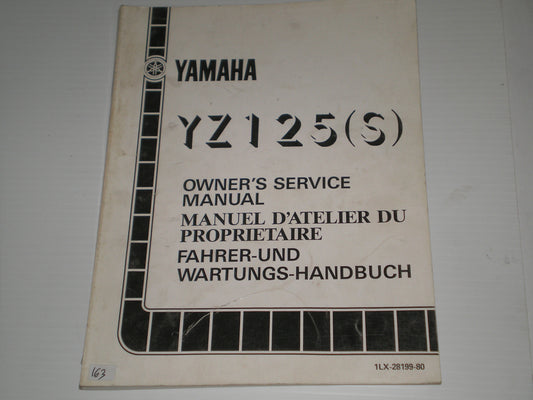 YAMAHA
YZ125(S)
OWNER'S SERVICE
MANUAL
MANUEL D'ATELIER DU
PROPRIETAIRE
FAHRER-UND
WARTUNGS-HANDBUCH
1LX-28199-80
163